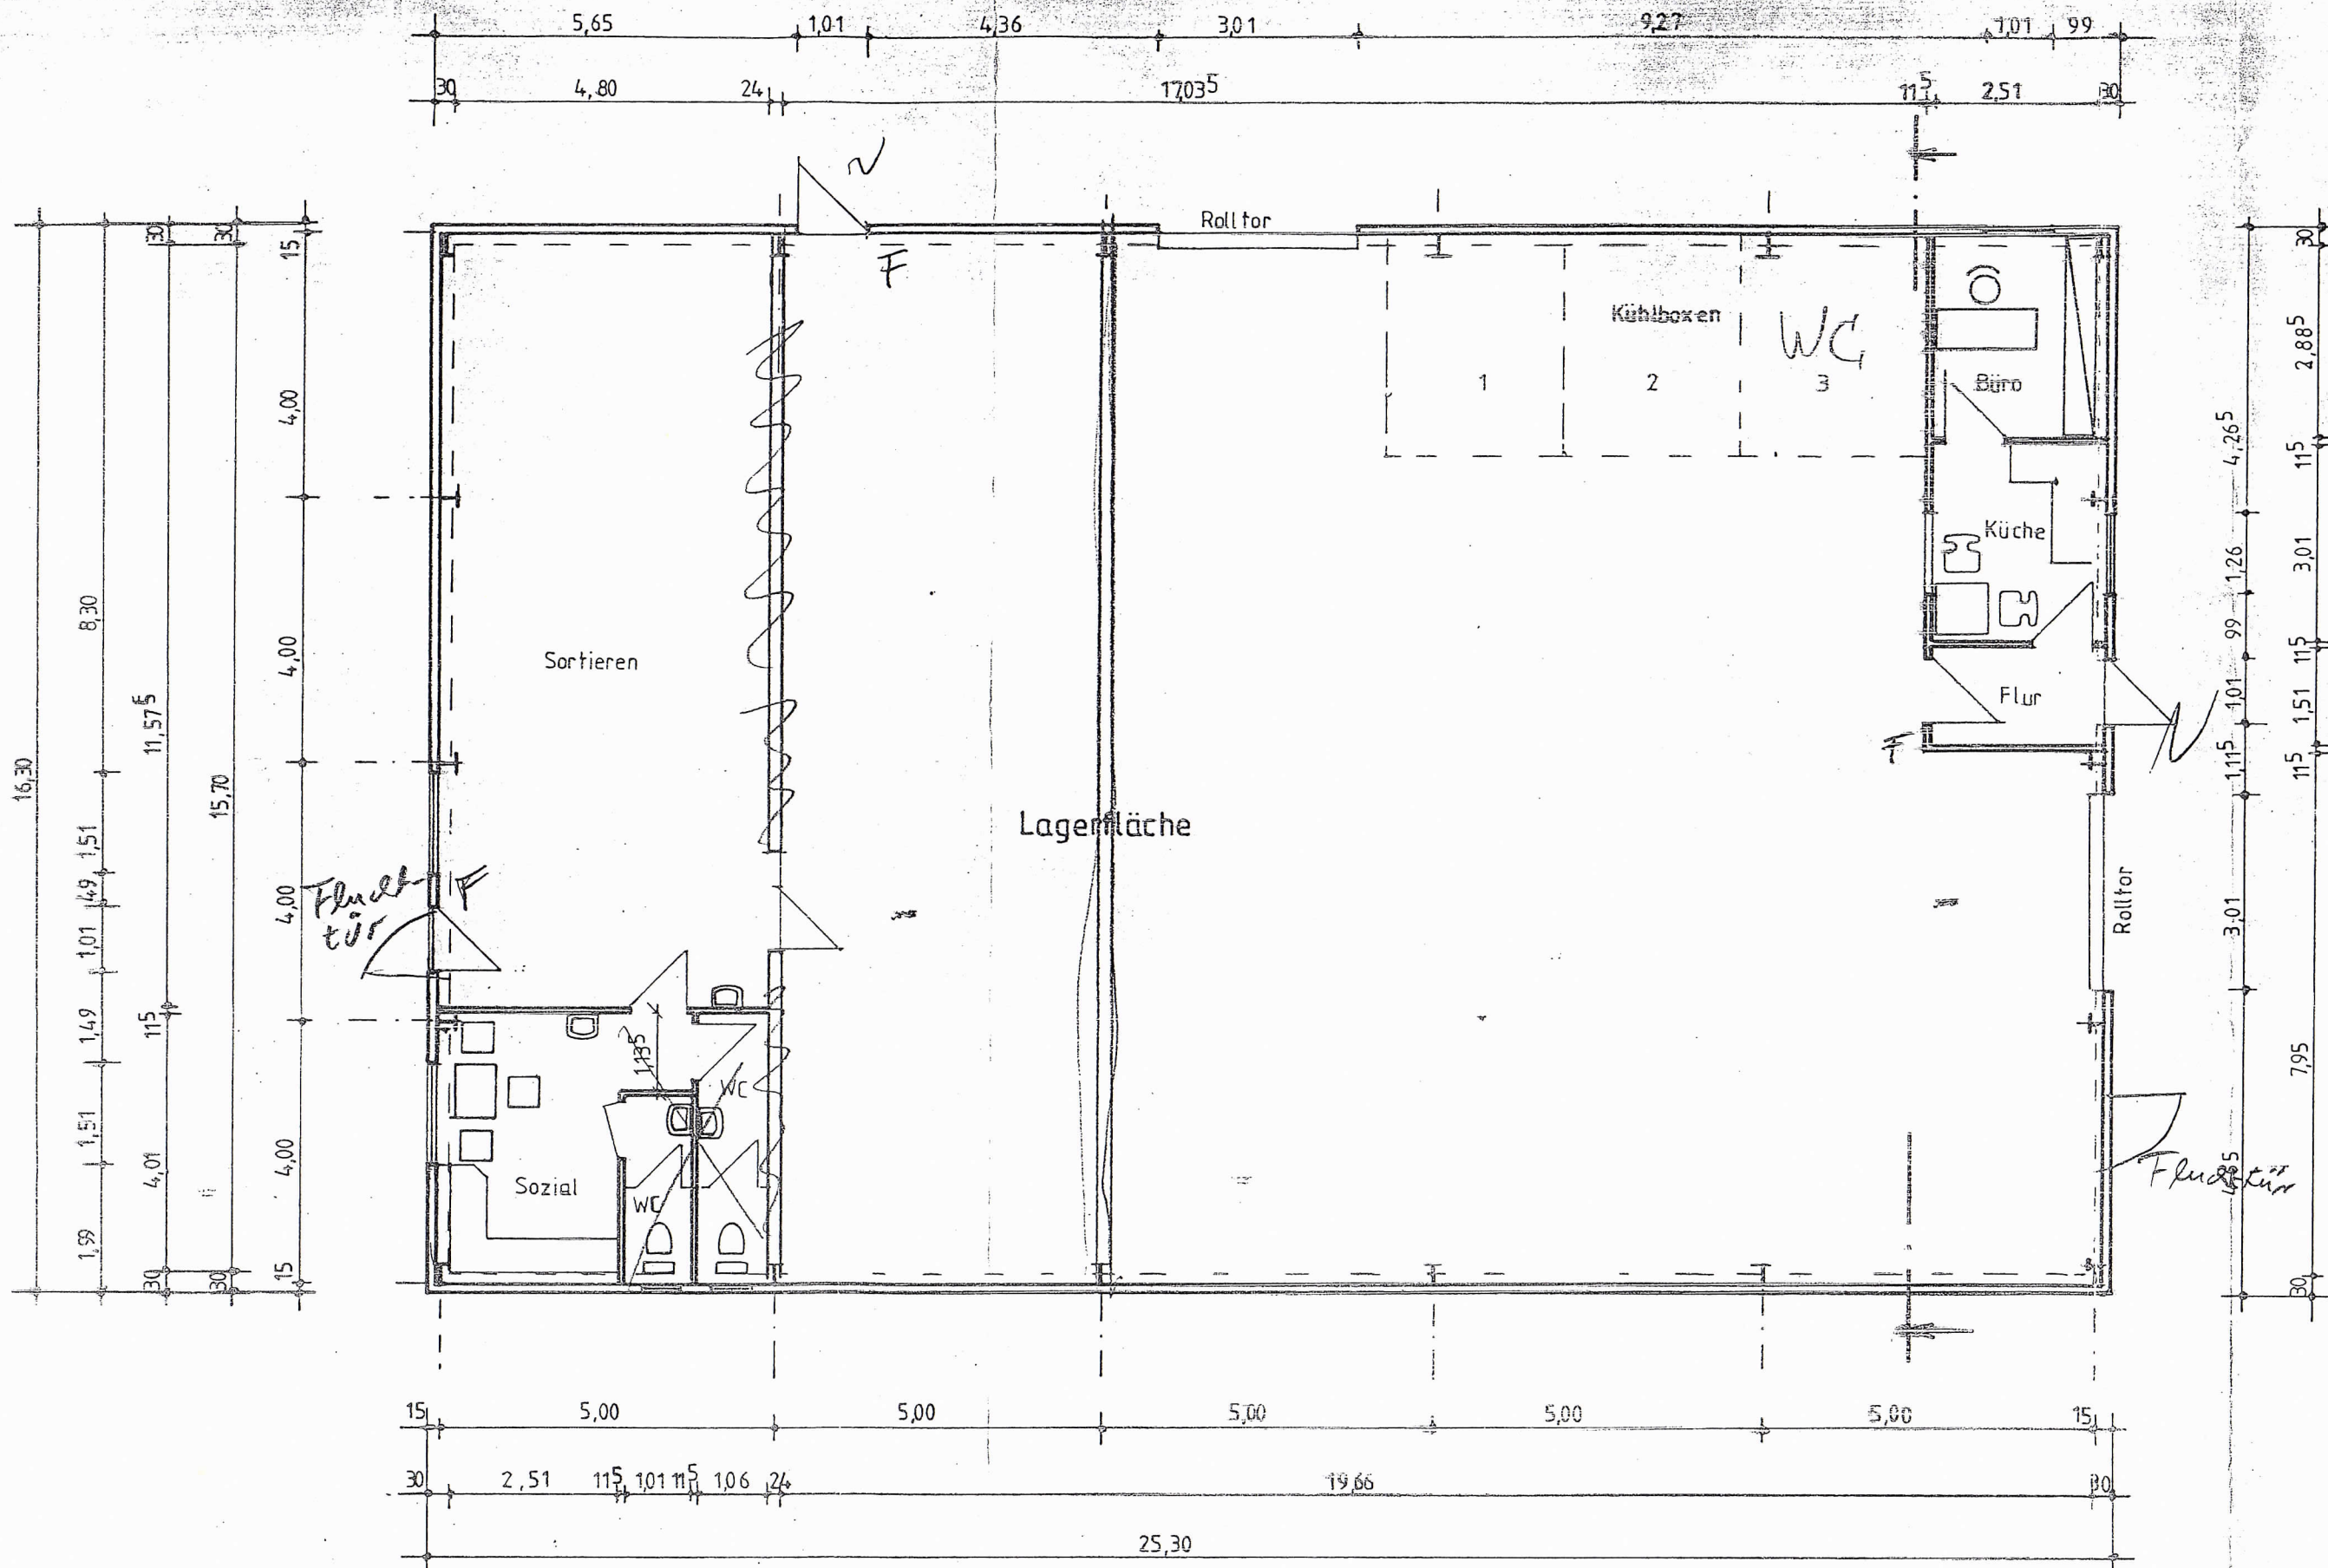 5,65 1,01 4,36 3,01 9,27 1,01 99
30 4,80 24 17,03⁵ 11⁵ 2,51 30
N
Rolltor
F
Kühlboxen
WC
1 2 3
Büro
Küche
Flur
N
F
Sortieren
Lagerfläche
Rolltor
Flucht
tür
F
1,13⁵
WC
WC
Sozial
Fluchttür
16,30
8,30
1,51
49
1,01
1,49
1,51
1,99
30
11,57⁵
11⁵
4,01
30
30
15,70
30
15
4,00
4,00
4,00
4,00
15
4,26⁵
1,26
99
1,01
1,11⁵
3,01
30
2,88⁵
11⁵
3,01
11⁵
1,51
11⁵
7,95
30
15 5,00 5,00 5,00 5,00 5,00 15
30 2,51 11⁵ 1,01 11⁵ 1,06 24 19,66 30
25,30